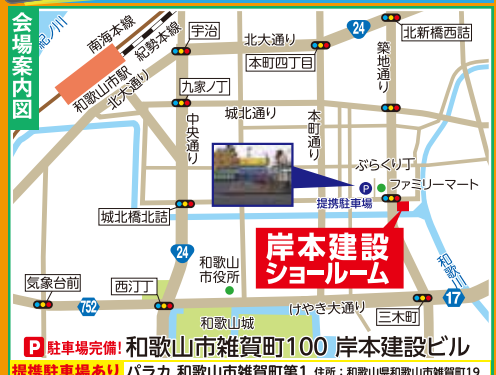 会場案内図
紀ノ川
南海本線
紀勢本線
宇治
北大通り
24
北新橋西詰
和歌山市駅
北大通り
本町四丁目
築地通り
九家ノ丁
城北通り
中央通り
本町通り
ぶらくり丁
P
ファミリーマート
提携駐車場
城北橋北詰
岸本建設
ショールーム
24
和歌山
市役所
和歌川
気象台前
西汀丁
752
けやき大通り
17
三木町
和歌山城
P 駐車場完備! 和歌山市雑賀町100 岸本建設ビル
提携駐車場あり パラカ 和歌山市雑賀町第1 住所:和歌山県和歌山市雑賀町19